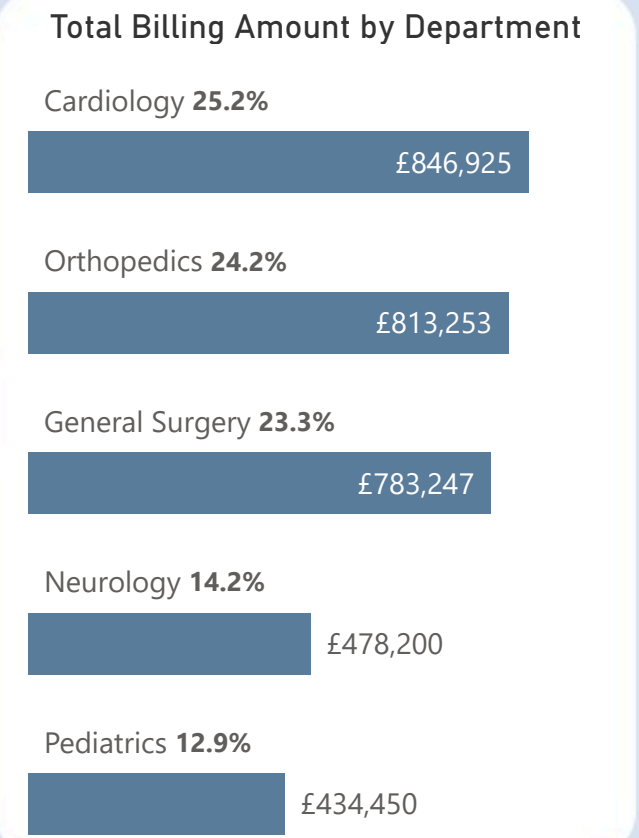 Total Billing Amount by Department
Cardiology 25.2%
£846,925
Orthopedics 24.2%
£813,253
General Surgery 23.3%
£783,247
Neurology 14.2%
£478,200
Pediatrics 12.9%
£434,450